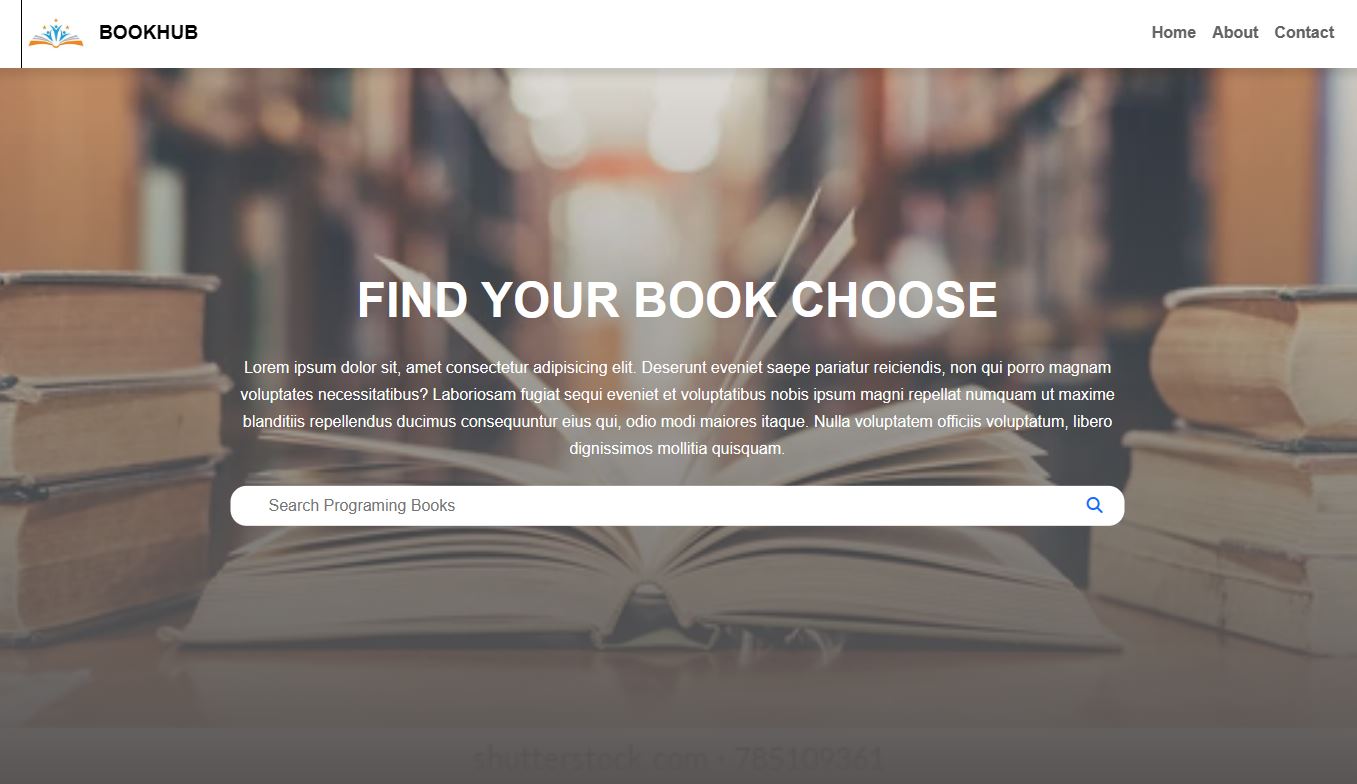 BOOKHUB
Home About Contact
FIND YOUR BOOK CHOOSE
Lorem ipsum dolor sit, amet consectetur adipisicing elit. Deserunt eveniet saepe pariatur reiciendis, non qui porro magnam
voluptates necessitatibus? Laboriosam fugiat sequi eveniet et voluptatibus nobis ipsum magni repellat numquam ut maxime
blanditiis repellendus ducimus consequuntur eius qui, odio modi maiores itaque. Nulla voluptatem officiis voluptatum, libero
dignissimos mollitia quisquam.
Search Programing Books
shutterstock.com • 785109361